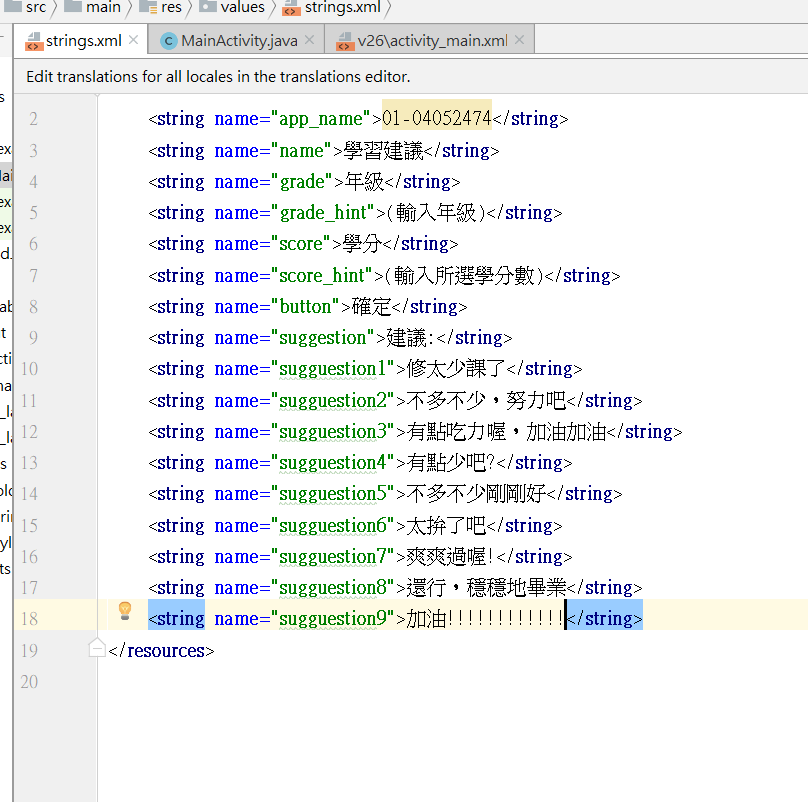 src main res values strings.xml
strings.xml MainActivity.java v26\activity_main.xml
Edit translations for all locales in the translations editor.
2 <string name="app_name">01-04052474</string>
3 <string name="name">學習建議</string>
4 <string name="grade">年級</string>
5 <string name="grade_hint">(輸入年級)</string>
6 <string name="score">學分</string>
7 <string name="score_hint">(輸入所選學分數)</string>
8 <string name="button">確定</string>
9 <string name="suggestion">建議:</string>
10 <string name="sugguestion1">修太少課了</string>
11 <string name="sugguestion2">不多不少，努力吧</string>
12 <string name="sugguestion3">有點吃力喔，加油加油</string>
13 <string name="sugguestion4">有點少吧?</string>
14 <string name="sugguestion5">不多不少剛剛好</string>
15 <string name="sugguestion6">太拚了吧</string>
16 <string name="sugguestion7">爽爽過喔!</string>
17 <string name="sugguestion8">還行，穩穩地畢業</string>
18 <string name="sugguestion9">加油!!!!!!!!!!!!</string>
19 </resources>
20